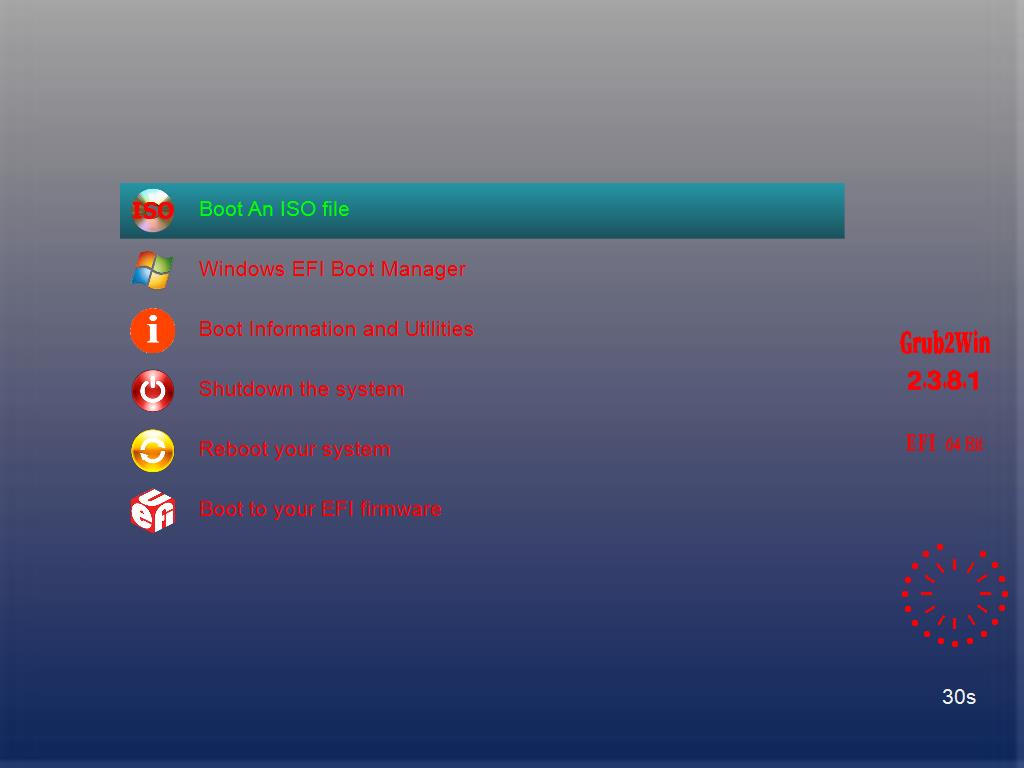 ISO
Boot An ISO file
Windows EFI Boot Manager
i
Boot Information and Utilities
Grub2Win
2.3.8.1
Shutdown the system
EFI 64 Bit
Reboot your system
UEFI
Boot to your EFI firmware
30s